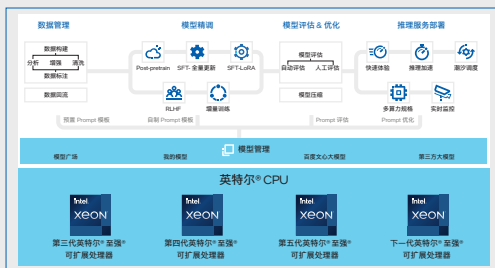 数据管理
模型精调
模型评估 & 优化
推理服务部署
数据构建
分析 增强 清洗
数据标注
数据回流
Post-pretrain
SFT-全量更新
SFT-LoRA
RLHF
增量训练
模型评估
自动评估 人工评估
模型压缩
快速体验
推理加速
潮汐调度
多算力规格
实时监控
预置 Prompt 模板
自制 Prompt 模板
Prompt 评估
Prompt 优化
模型管理
模型广场
我的模型
百度文心大模型
第三方大模型
英特尔® CPU
intel
XEON
intel
XEON
intel
XEON
intel
XEON
第三代英特尔® 至强®
可扩展处理器
第四代英特尔® 至强®
可扩展处理器
第五代英特尔® 至强®
可扩展处理器
下一代英特尔® 至强®
可扩展处理器